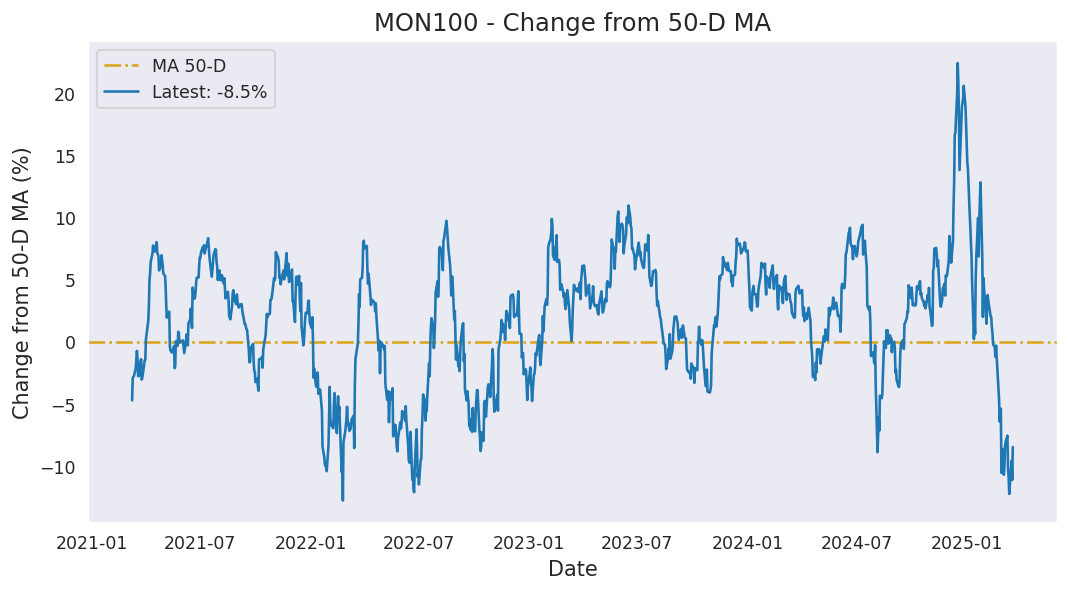 MON100 - Change from 50-D MA
MA 50-D
Latest: -8.5%
Change from 50-D MA (%)
20
15
10
5
0
−5
−10
2021-01 2021-07 2022-01 2022-07 2023-01 2023-07 2024-01 2024-07 2025-01
Date